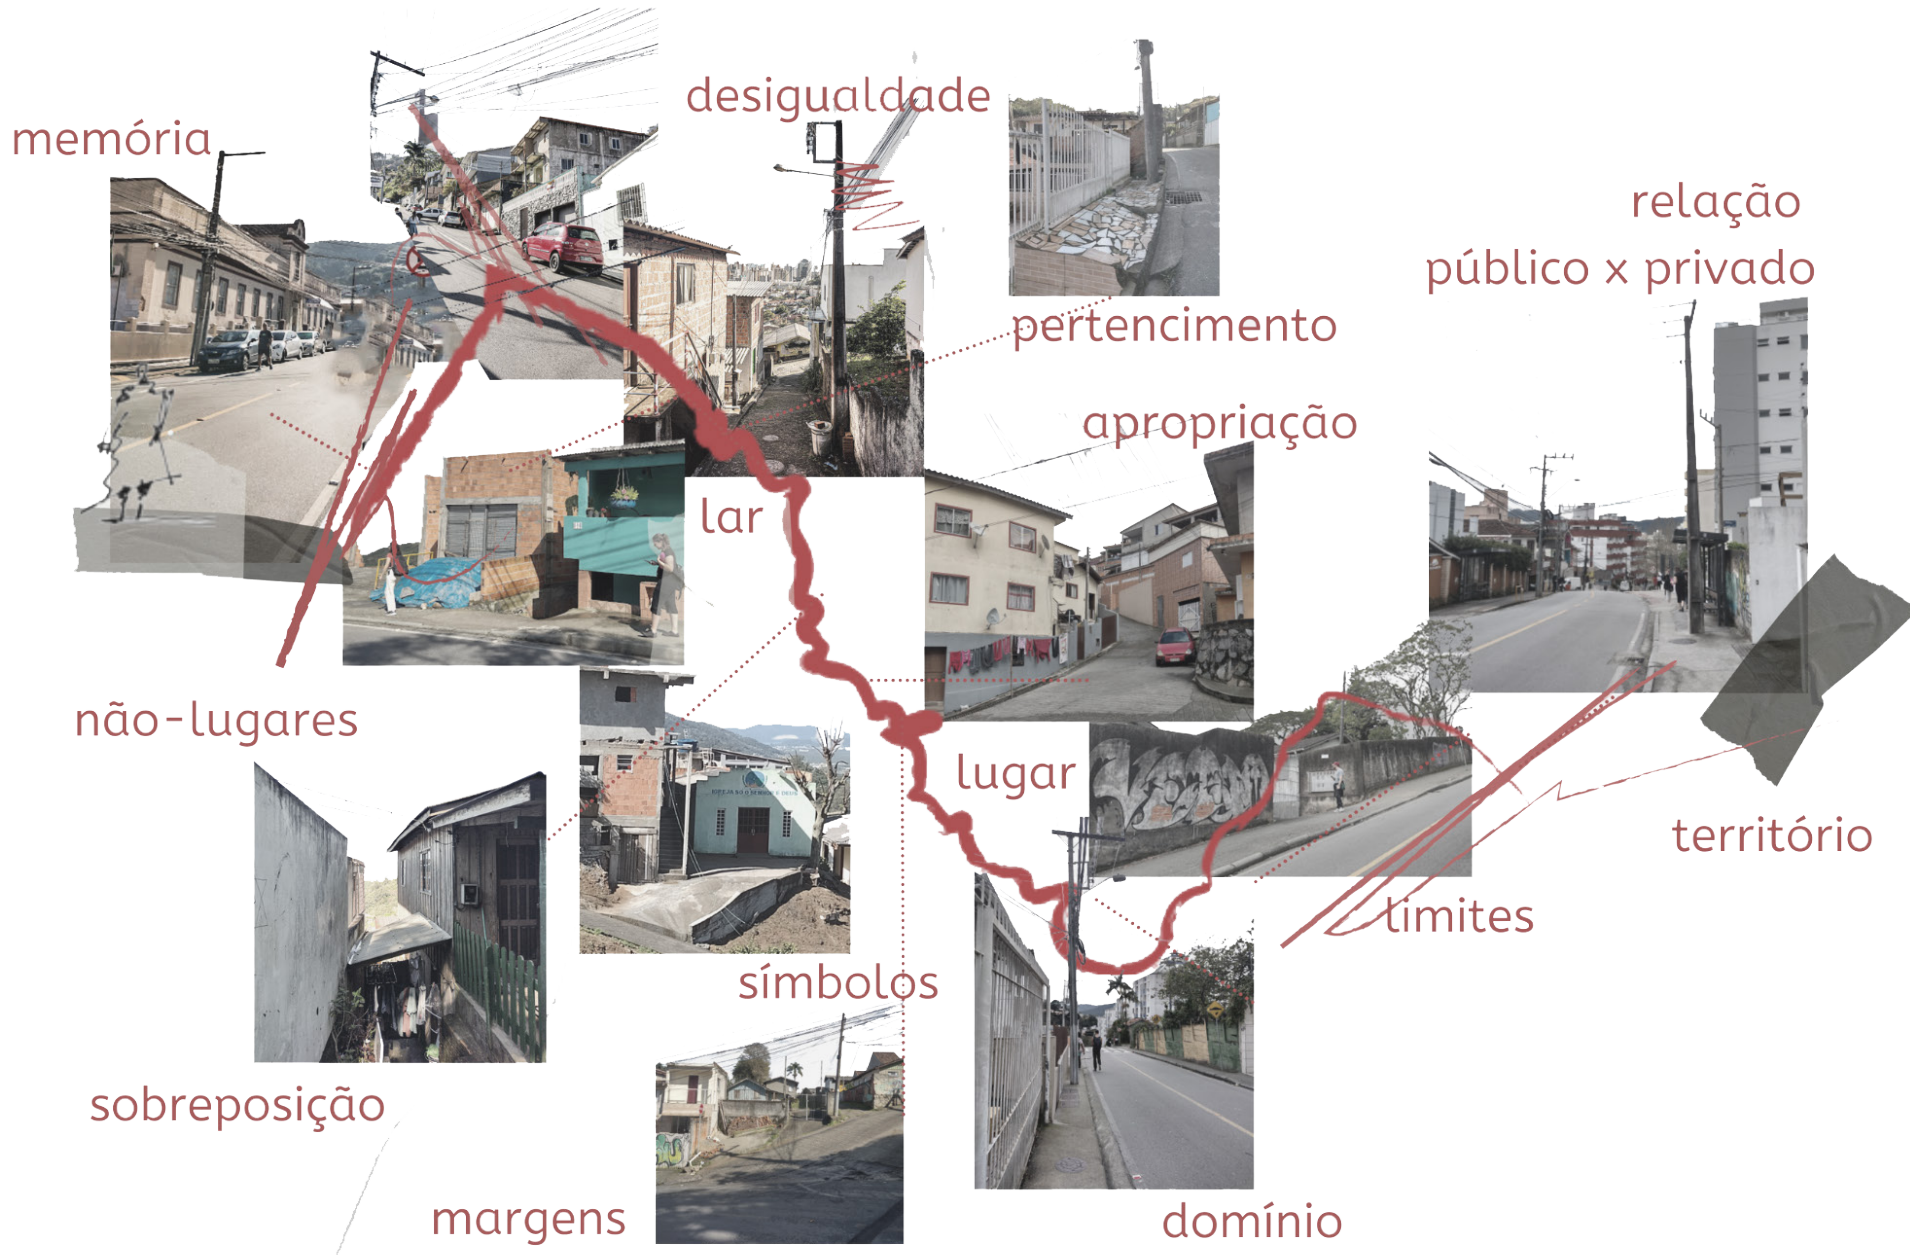 desigualdade
memória
relação
público x privado
pertencimento
apropriação
lar
não-lugares
lugar
território
limites
símbolos
sobreposição
margens
domínio